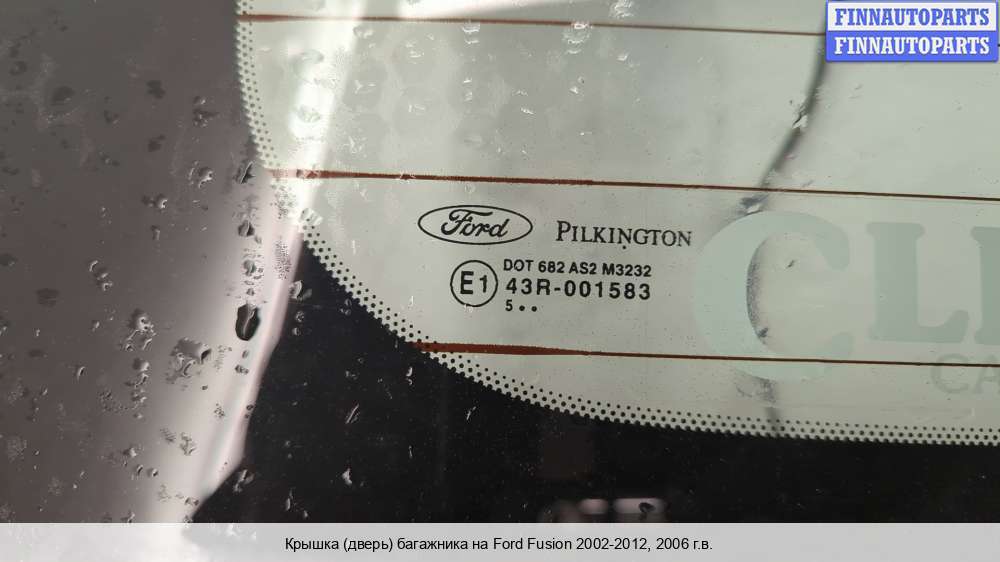 FINNAUTOPARTS
FINNAUTOPARTS
Ford PILKINGTON
DOT 682 AS2 M3232
E1 43R-001583
5 • •
Крышка (дверь) багажника на Ford Fusion 2002-2012, 2006 г.в.